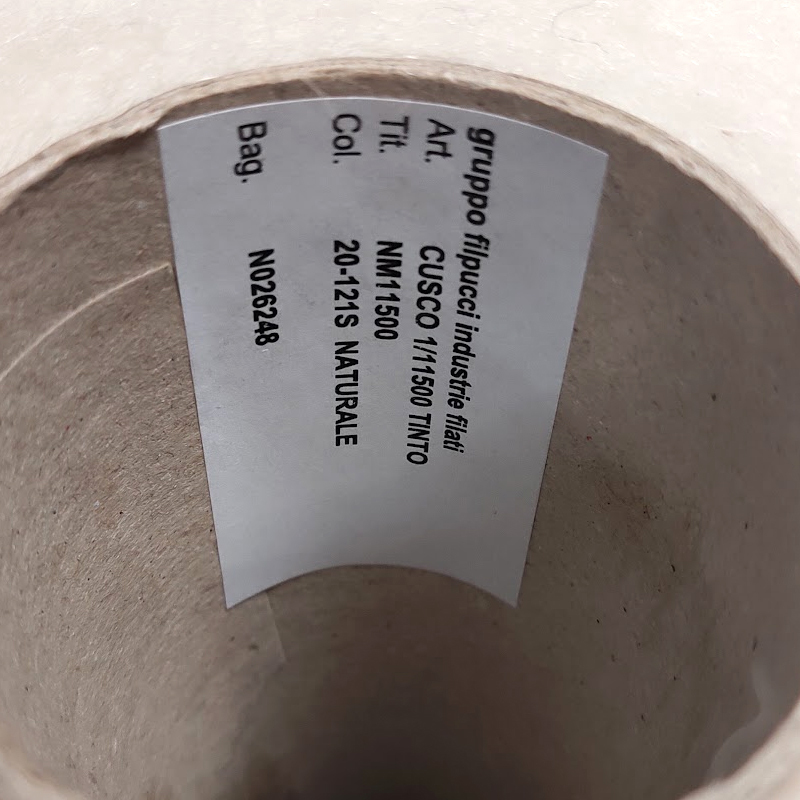 gruppo filpucci industrie filati
Art. CUSCO 1/11500 TINTO
Tit. NM11500
Col. 20-121S NATURALE
Bag. N026248